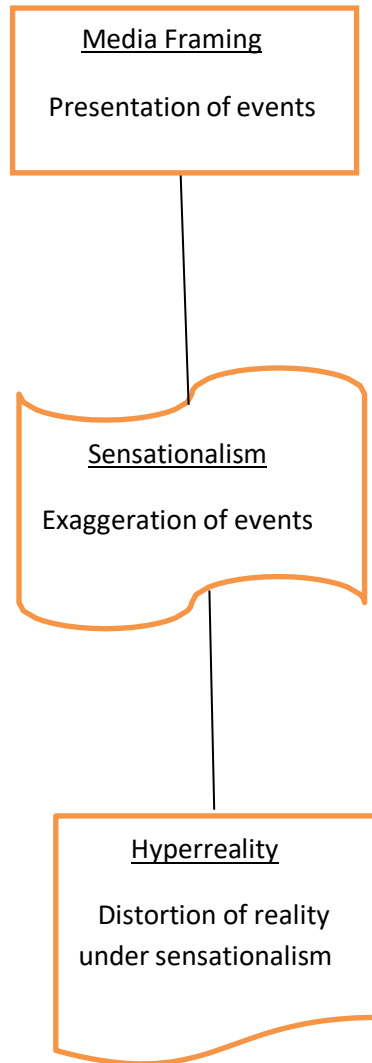 Media Framing
Presentation of events
Sensationalism
Exaggeration of events
Hyperreality
Distortion of reality
under sensationalism